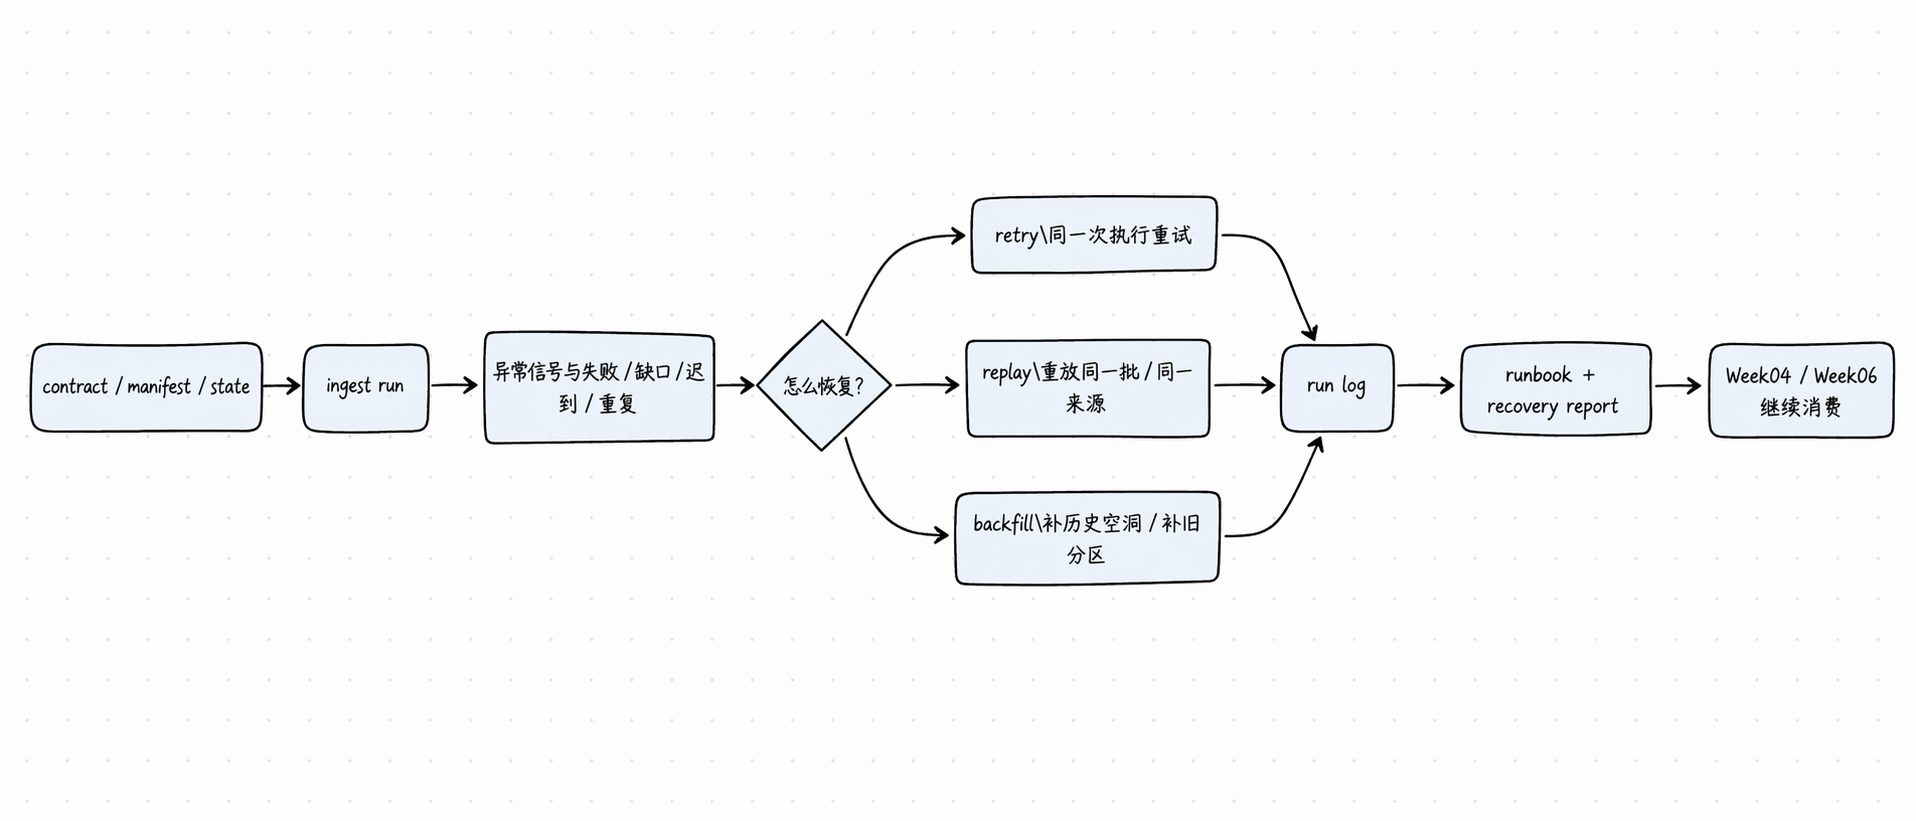 contract / manifest / state
ingest run
异常信号与失败 / 缺口 / 迟
到 / 重复
怎么恢复?
retry\同一次执行重试
replay\重放同一批 / 同一
来源
backfill\补历史空洞 / 补旧
分区
run log
runbook +
recovery report
Week04 / Week06
继续消费